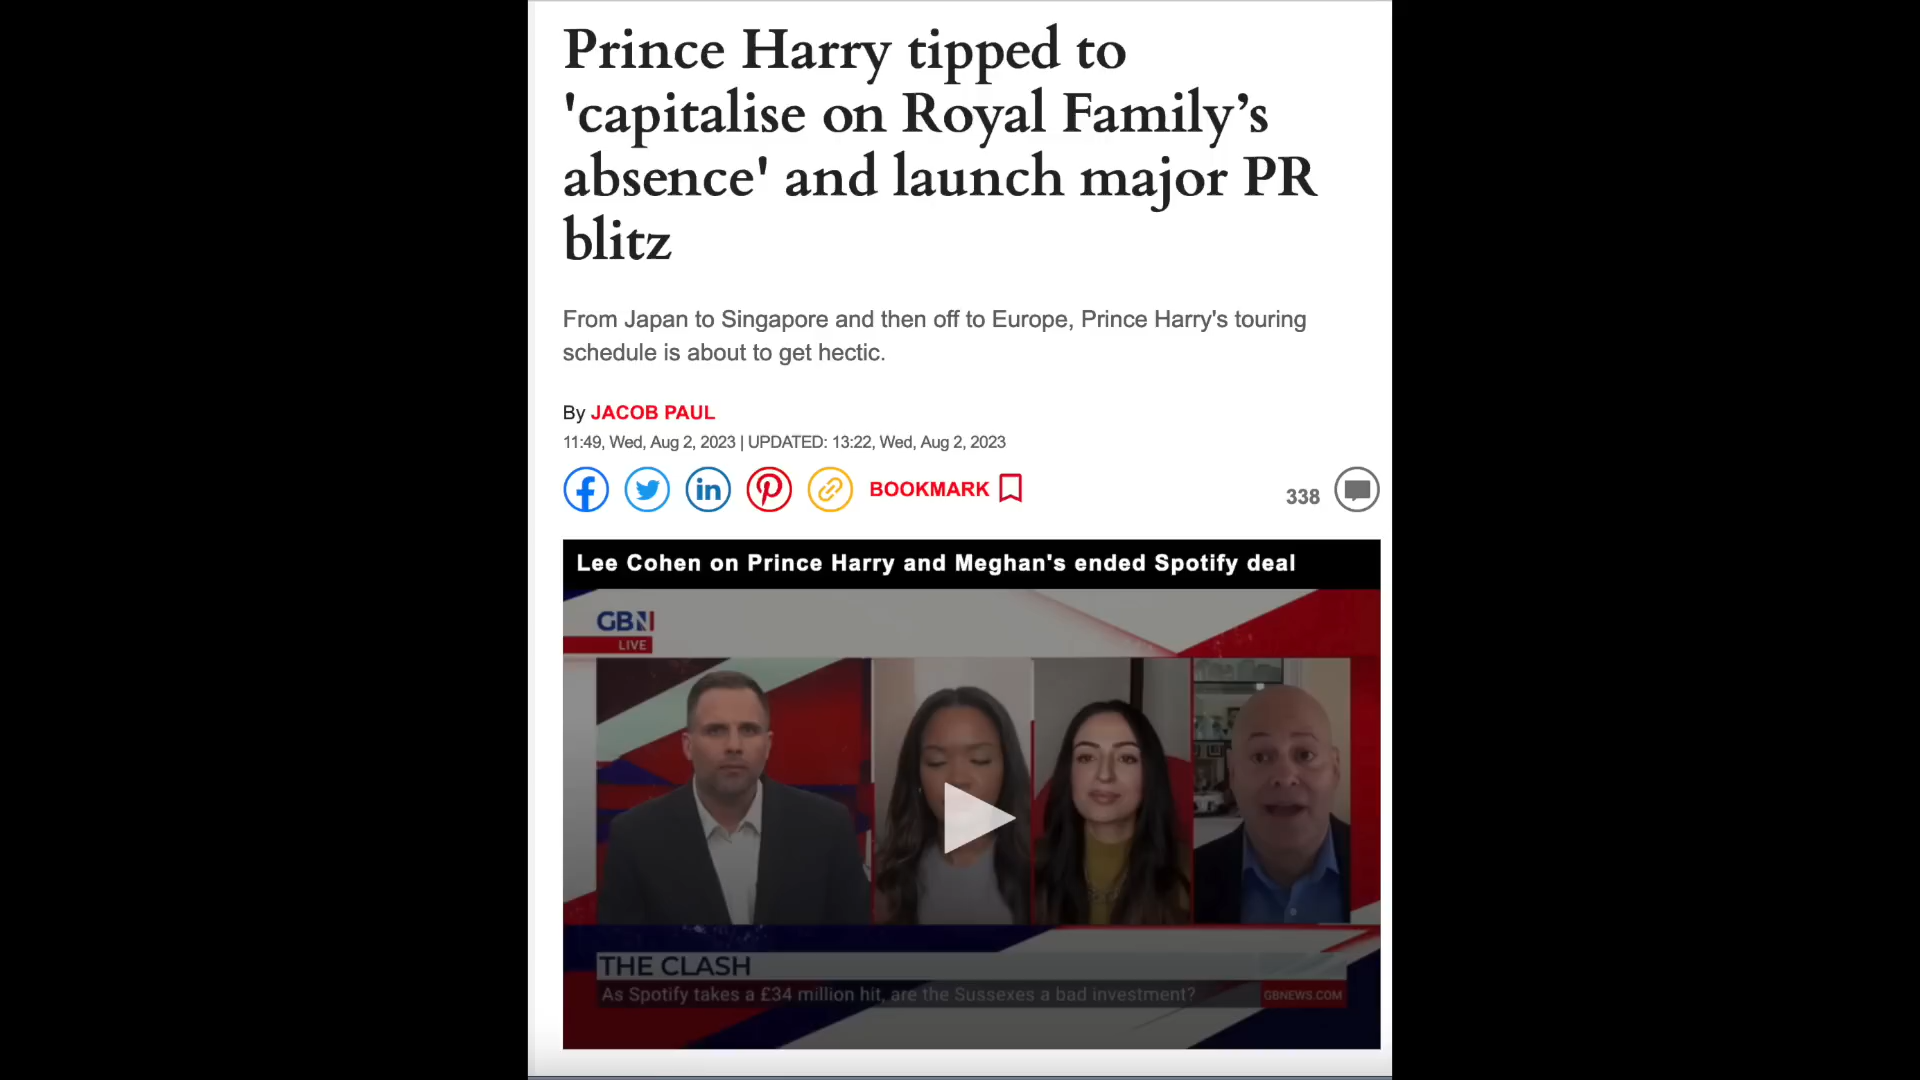 Prince Harry tipped to
'capitalise on Royal Family’s
absence' and launch major PR
blitz
From Japan to Singapore and then off to Europe, Prince Harry's touring
schedule is about to get hectic.
By JACOB PAUL
11:49, Wed, Aug 2, 2023 | UPDATED: 13:22, Wed, Aug 2, 2023
BOOKMARK
338
Lee Cohen on Prince Harry and Meghan's ended Spotify deal
GBN
LIVE
THE CLASH
As Spotify takes a £34 million hit, are the Sussexes a bad investment?
GBNEWS.COM